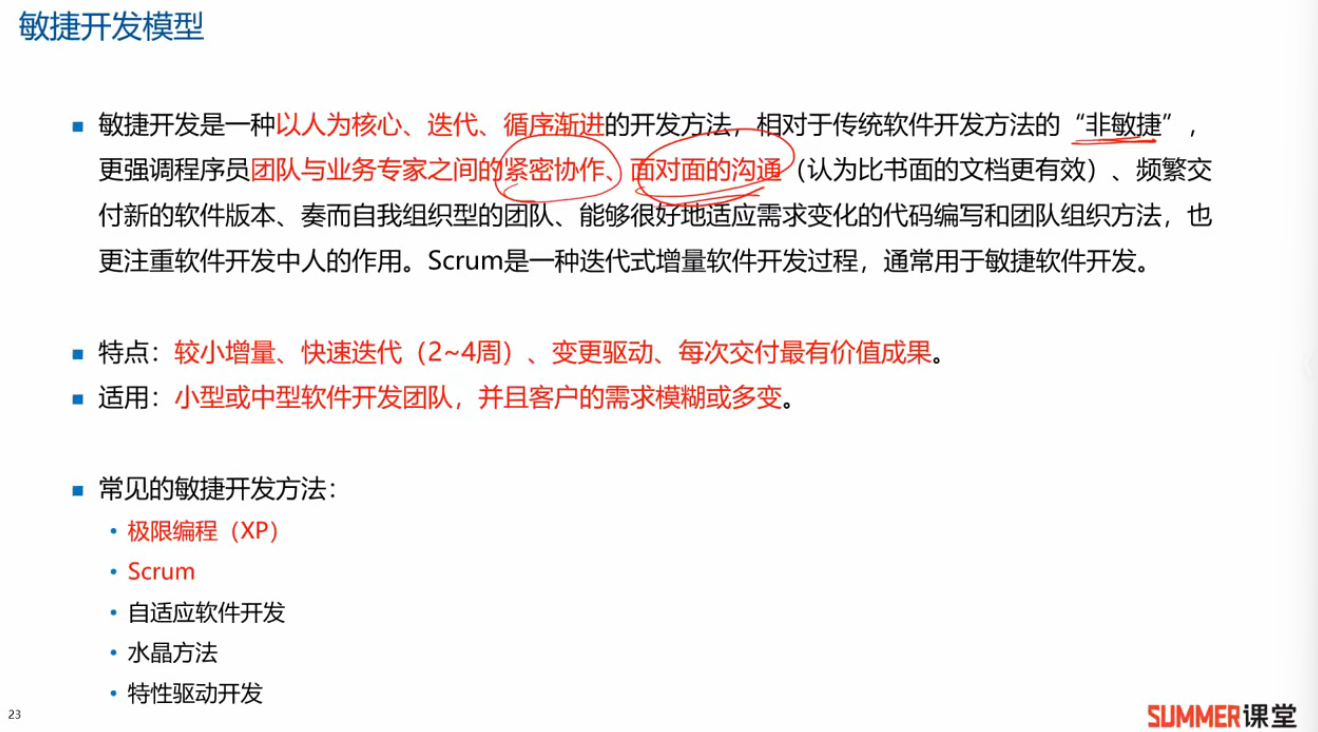 敏捷开发模型
敏捷开发是一种以人为核心、迭代、循序渐进的开发方法，相对于传统软件开发方法的“非敏捷”，
更强调程序员团队与业务专家之间的紧密协作、面对面的沟通（认为比书面的文档更有效）、频繁交
付新的软件版本、奏而自我组织型的团队、能够很好地适应需求变化的代码编写和团队组织方法，也
更注重软件开发中人的作用。Scrum是一种迭代式增量软件开发过程，通常用于敏捷软件开发。
特点：较小增量、快速迭代（2~4周）、变更驱动、每次交付最有价值成果。
适用：小型或中型软件开发团队，并且客户的需求模糊或多变。
常见的敏捷开发方法：
极限编程（XP）
Scrum
自适应软件开发
水晶方法
特性驱动开发
23
SUMMER课堂